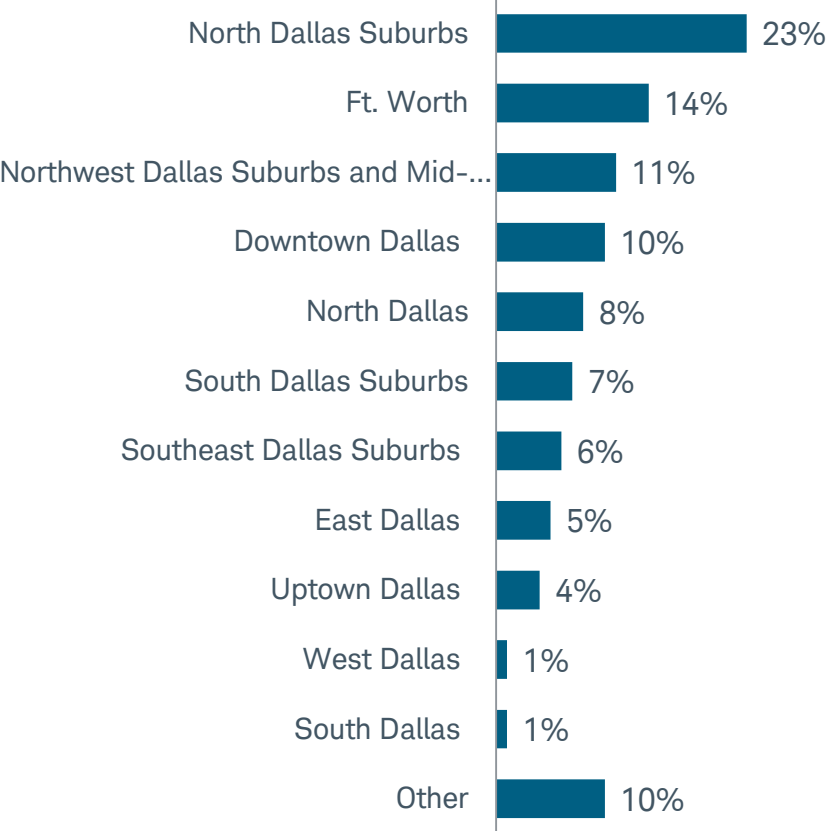 North Dallas Suburbs 23%
Ft. Worth 14%
Northwest Dallas Suburbs and Mid-... 11%
Downtown Dallas 10%
North Dallas 8%
South Dallas Suburbs 7%
Southeast Dallas Suburbs 6%
East Dallas 5%
Uptown Dallas 4%
West Dallas 1%
South Dallas 1%
Other 10%